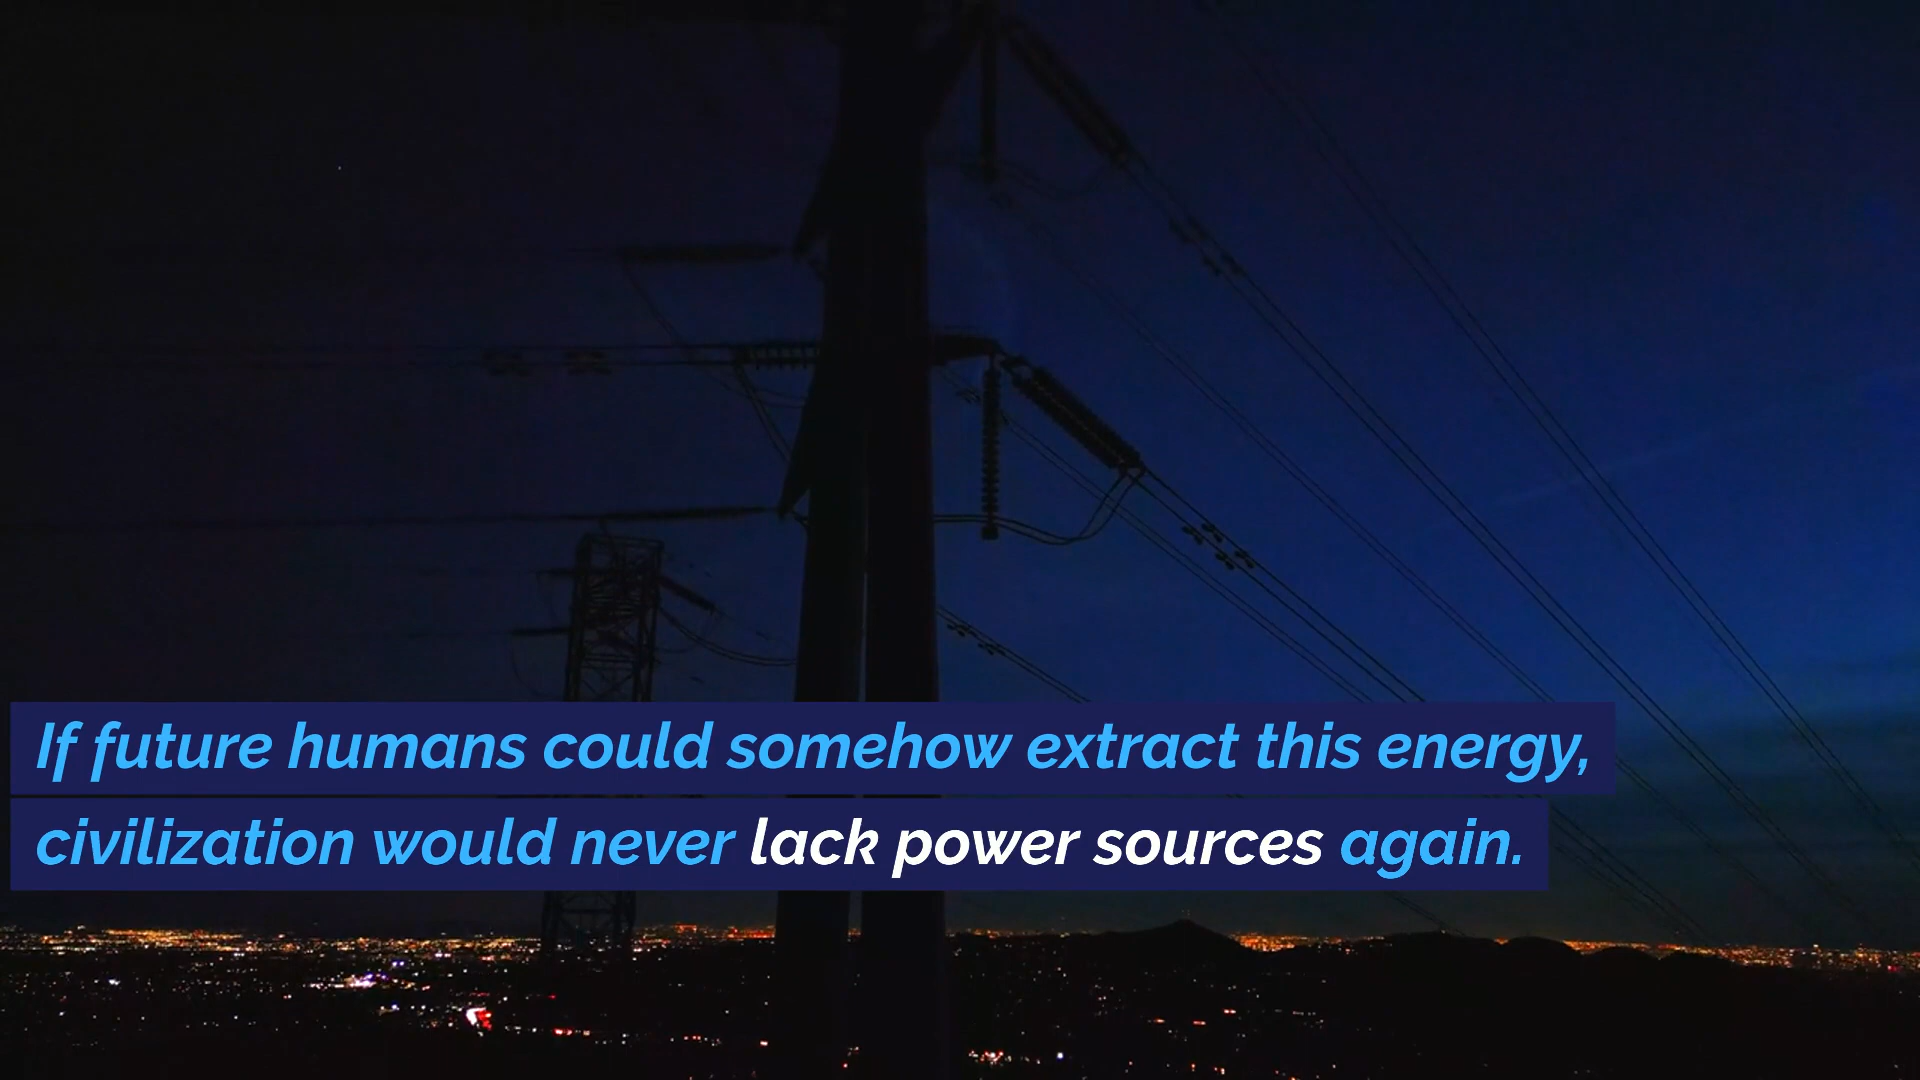 If future humans could somehow extract this energy,
civilization would never lack power sources again.